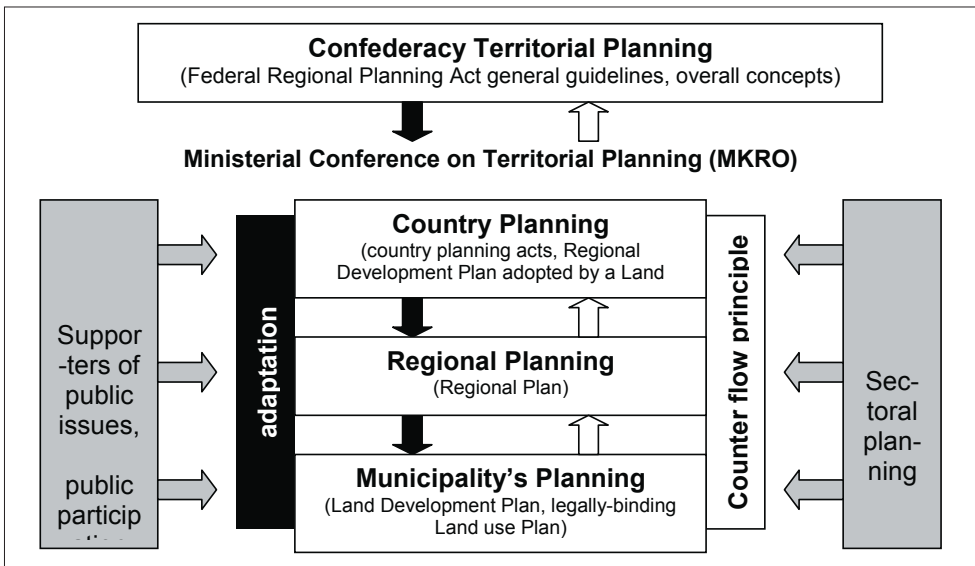 Confederacy Territorial Planning
(Federal Regional Planning Act general guidelines, overall concepts)
Ministerial Conference on Territorial Planning (MKRO)
Suppor
-ters of
public
issues,
public
particip
adaptation
Country Planning
(country planning acts, Regional
Development Plan adopted by a Land
Regional Planning
(Regional Plan)
Municipality’s Planning
(Land Development Plan, legally-binding
Land use Plan)
Counter flow principle
Sec-
toral
plan-
ning